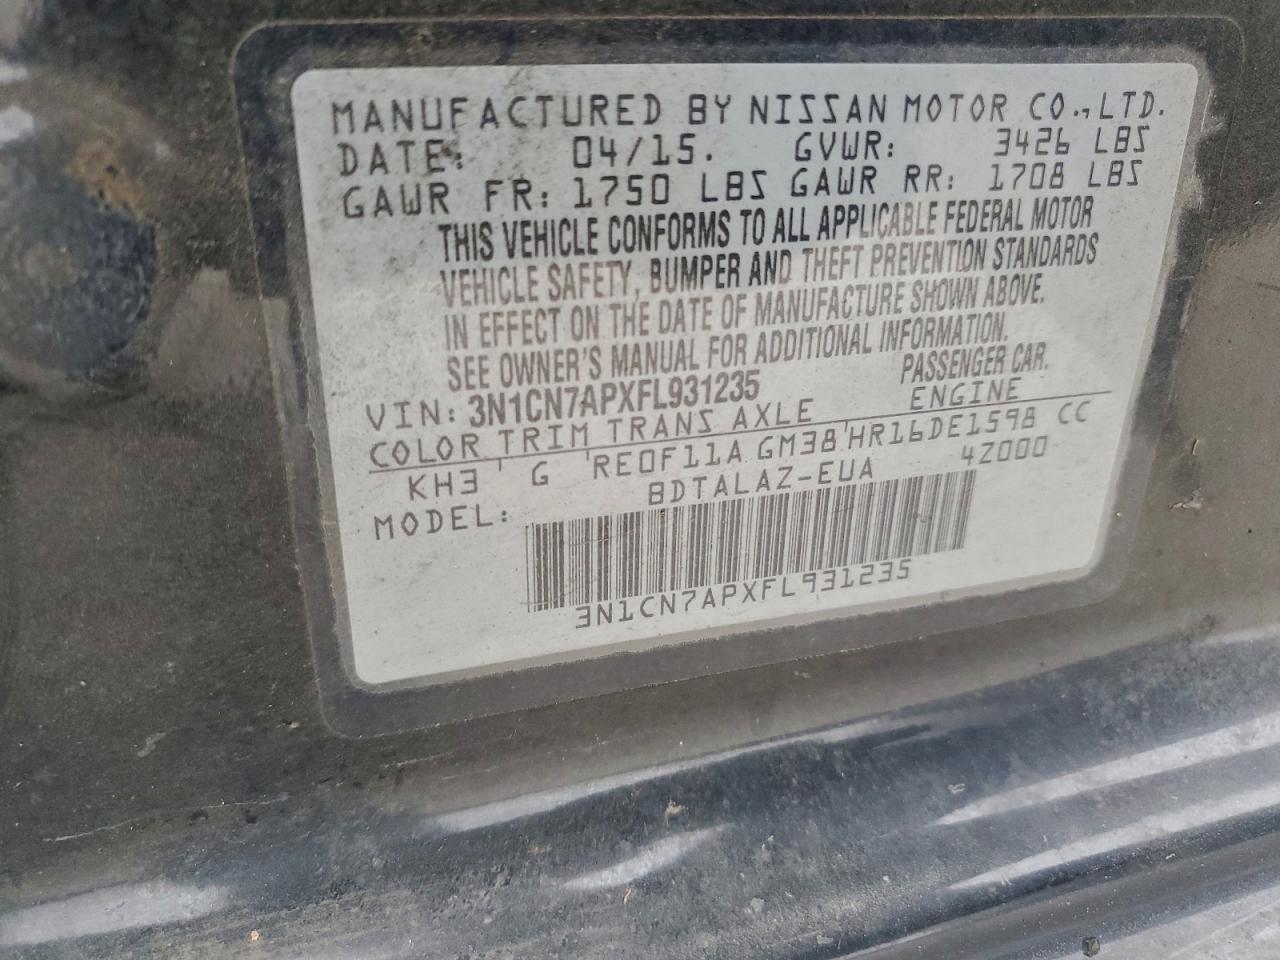 MANUFACTURED BY NISSAN MOTOR CO., LTD.
DATE: 04/15. GVWR: 3426 LBS
GAWR FR: 1750 LBS GAWR RR: 1708 LBS
THIS VEHICLE CONFORMS TO ALL APPLICABLE FEDERAL MOTOR
VEHICLE SAFETY, BUMPER AND THEFT PREVENTION STANDARDS
IN EFFECT ON THE DATE OF MANUFACTURE SHOWN ABOVE.
SEE OWNER'S MANUAL FOR ADDITIONAL INFORMATION.
VIN: 3N1CN7APXFL931235 PASSENGER CAR.
COLOR TRIM TRANS AXLE ENGINE
KH3 G RE0F11A GM38 HR16DE1598 CC
MODEL: BDTALAZ-EUA 4Z000
3N1CN7APXFL931235